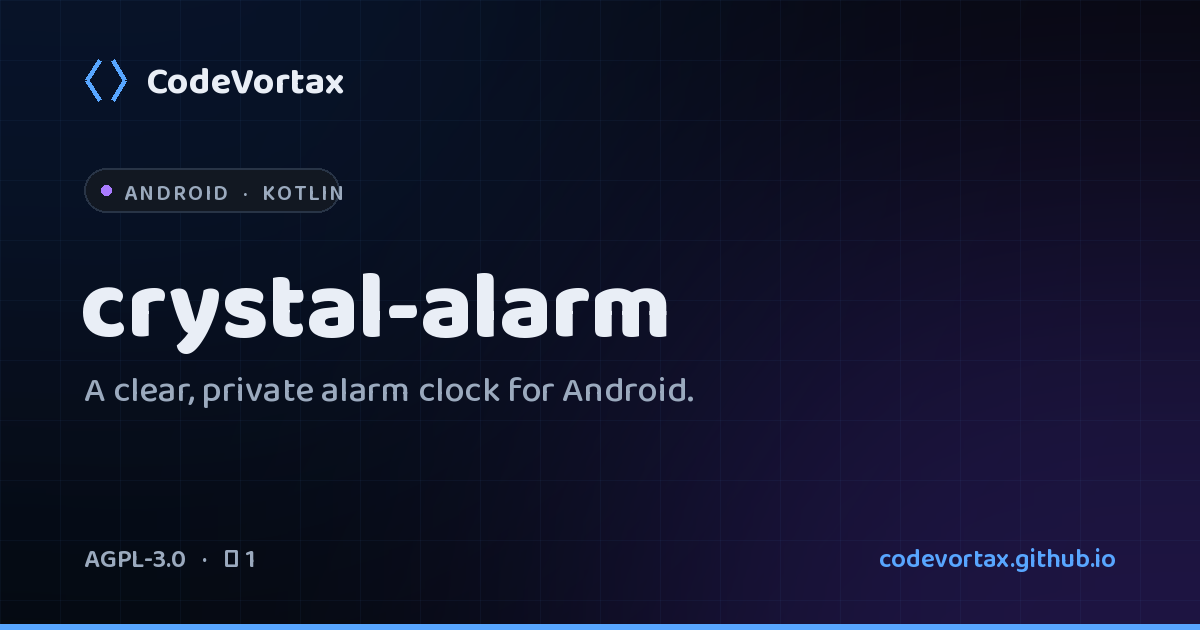 CodeVortax
ANDROID · KOTLIN
crystal-alarm
A clear, private alarm clock for Android.
AGPL-3.0 · ▯ 1
codevortax.github.io